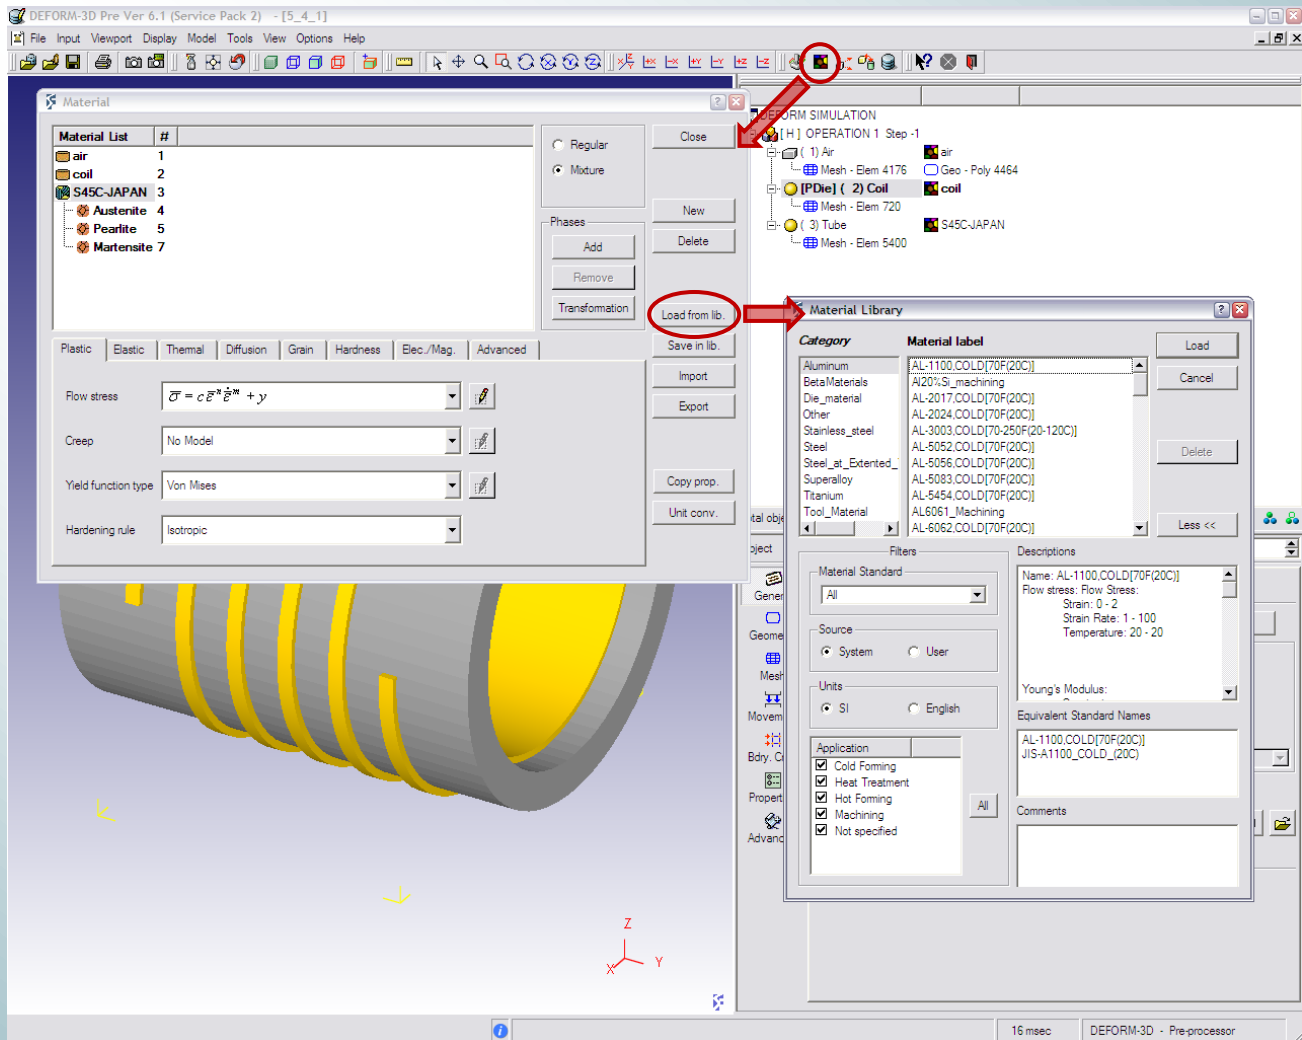 DEFORM-3D Pre Ver 6.1 (Service Pack 2) - [5_4_1]
File Input Viewport Display Model Tools View Options Help
Material
Material List #
air 1
coil 2
S45C-JAPAN 3
Austenite 4
Pearlite 5
Martensite 7
Regular
Mixture
Phases
Add
Remove
Transformation
Close
New
Delete
Load from lib.
Save in lib.
Import
Export
Copy prop.
Unit conv.
Plastic Elastic Thermal Diffusion Grain Hardness Elec./Mag. Advanced
Flow stress σ̅ = c ε̅ⁿ ε̅̇ᵐ + y
Creep No Model
Yield function type Von Mises
Hardening rule Isotropic
DEFORM SIMULATION
[ H ] OPERATION 1 Step -1
( 1) Air air
Mesh - Elem 4176 Geo - Poly 4464
[PDie] ( 2) Coil coil
Mesh - Elem 720
( 3) Tube S45C-JAPAN
Mesh - Elem 5400
Material Library
Category Material label
Aluminum
BetaMaterials
Die_material
Other
Stainless_steel
Steel
Steel_at_Extented_
Superalloy
Titanium
Tool_Material
AL-1100,COLD[70F(20C)]
Al20%Si_machining
AL-2017,COLD[70F(20C)]
AL-2024,COLD[70F(20C)]
AL-3003,COLD[70-250F(20-120C)]
AL-5052,COLD[70F(20C)]
AL-5056,COLD[70F(20C)]
AL-5083,COLD[70F(20C)]
AL-5454,COLD[70F(20C)]
AL6061_Machining
AL-6062,COLD[70F(20C)]
Load
Cancel
Delete
Less <<
Filters
Material Standard
All
Source
System User
Units
SI English
Application
Cold Forming
Heat Treatment
Hot Forming
Machining
Not specified
All
Descriptions
Name: AL-1100,COLD[70F(20C)]
Flow stress: Flow Stress:
Strain: 0 - 2
Strain Rate: 1 - 100
Temperature: 20 - 20
Young's Modulus:
Equivalent Standard Names
AL-1100,COLD[70F(20C)]
JIS-A1100_COLD_(20C)
Comments
tal obje
bject
Gener
Geome
Mesh
Movem
Bdry. C
Propert
Advanc
Z
X Y
16 msec DEFORM-3D - Pre-processor